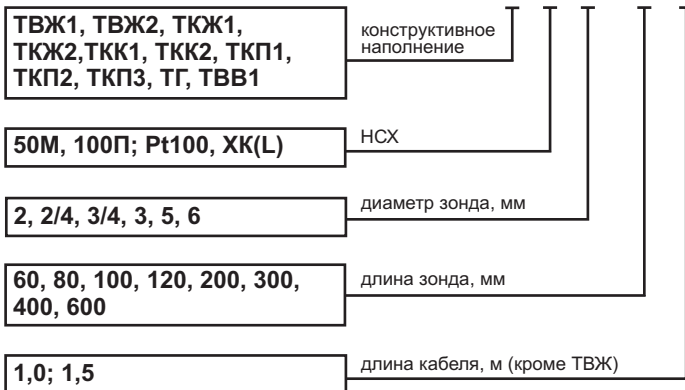 ТВЖ1, ТВЖ2, ТКЖ1,
ТКЖ2,ТКК1, ТКК2, ТКП1,
ТКП2, ТКП3, ТГ, ТВВ1
конструктивное
наполнение
50М, 100П; Pt100, ХК(L)
НСХ
2, 2/4, 3/4, 3, 5, 6
диаметр зонда, мм
60, 80, 100, 120, 200, 300,
400, 600
длина зонда, мм
1,0; 1,5
длина кабеля, м (кроме ТВЖ)